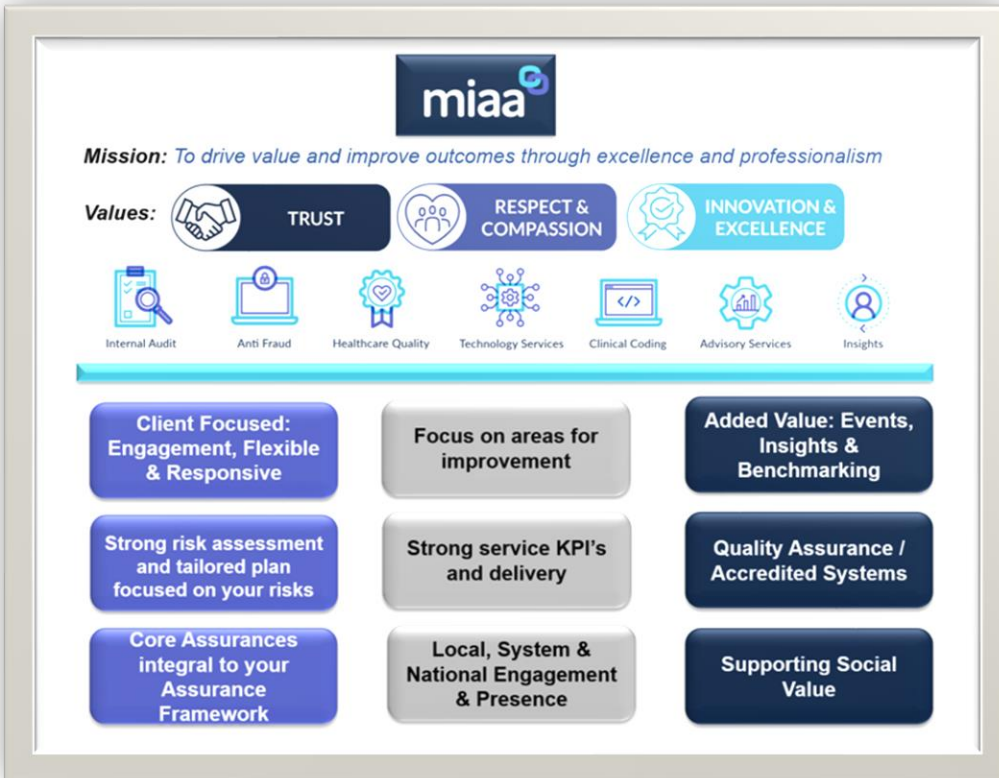 miaa
Mission: To drive value and improve outcomes through excellence and professionalism
Values:
TRUST
RESPECT &
COMPASSION
INNOVATION &
EXCELLENCE
Internal Audit
Anti Fraud
Healthcare Quality
Technology Services
Clinical Coding
Advisory Services
Insights
Client Focused:
Engagement, Flexible
& Responsive
Focus on areas for
improvement
Added Value: Events,
Insights &
Benchmarking
Strong risk assessment
and tailored plan
focused on your risks
Strong service KPI's
and delivery
Quality Assurance /
Accredited Systems
Core Assurances
integral to your
Assurance
Framework
Local, System &
National Engagement
& Presence
Supporting Social
Value